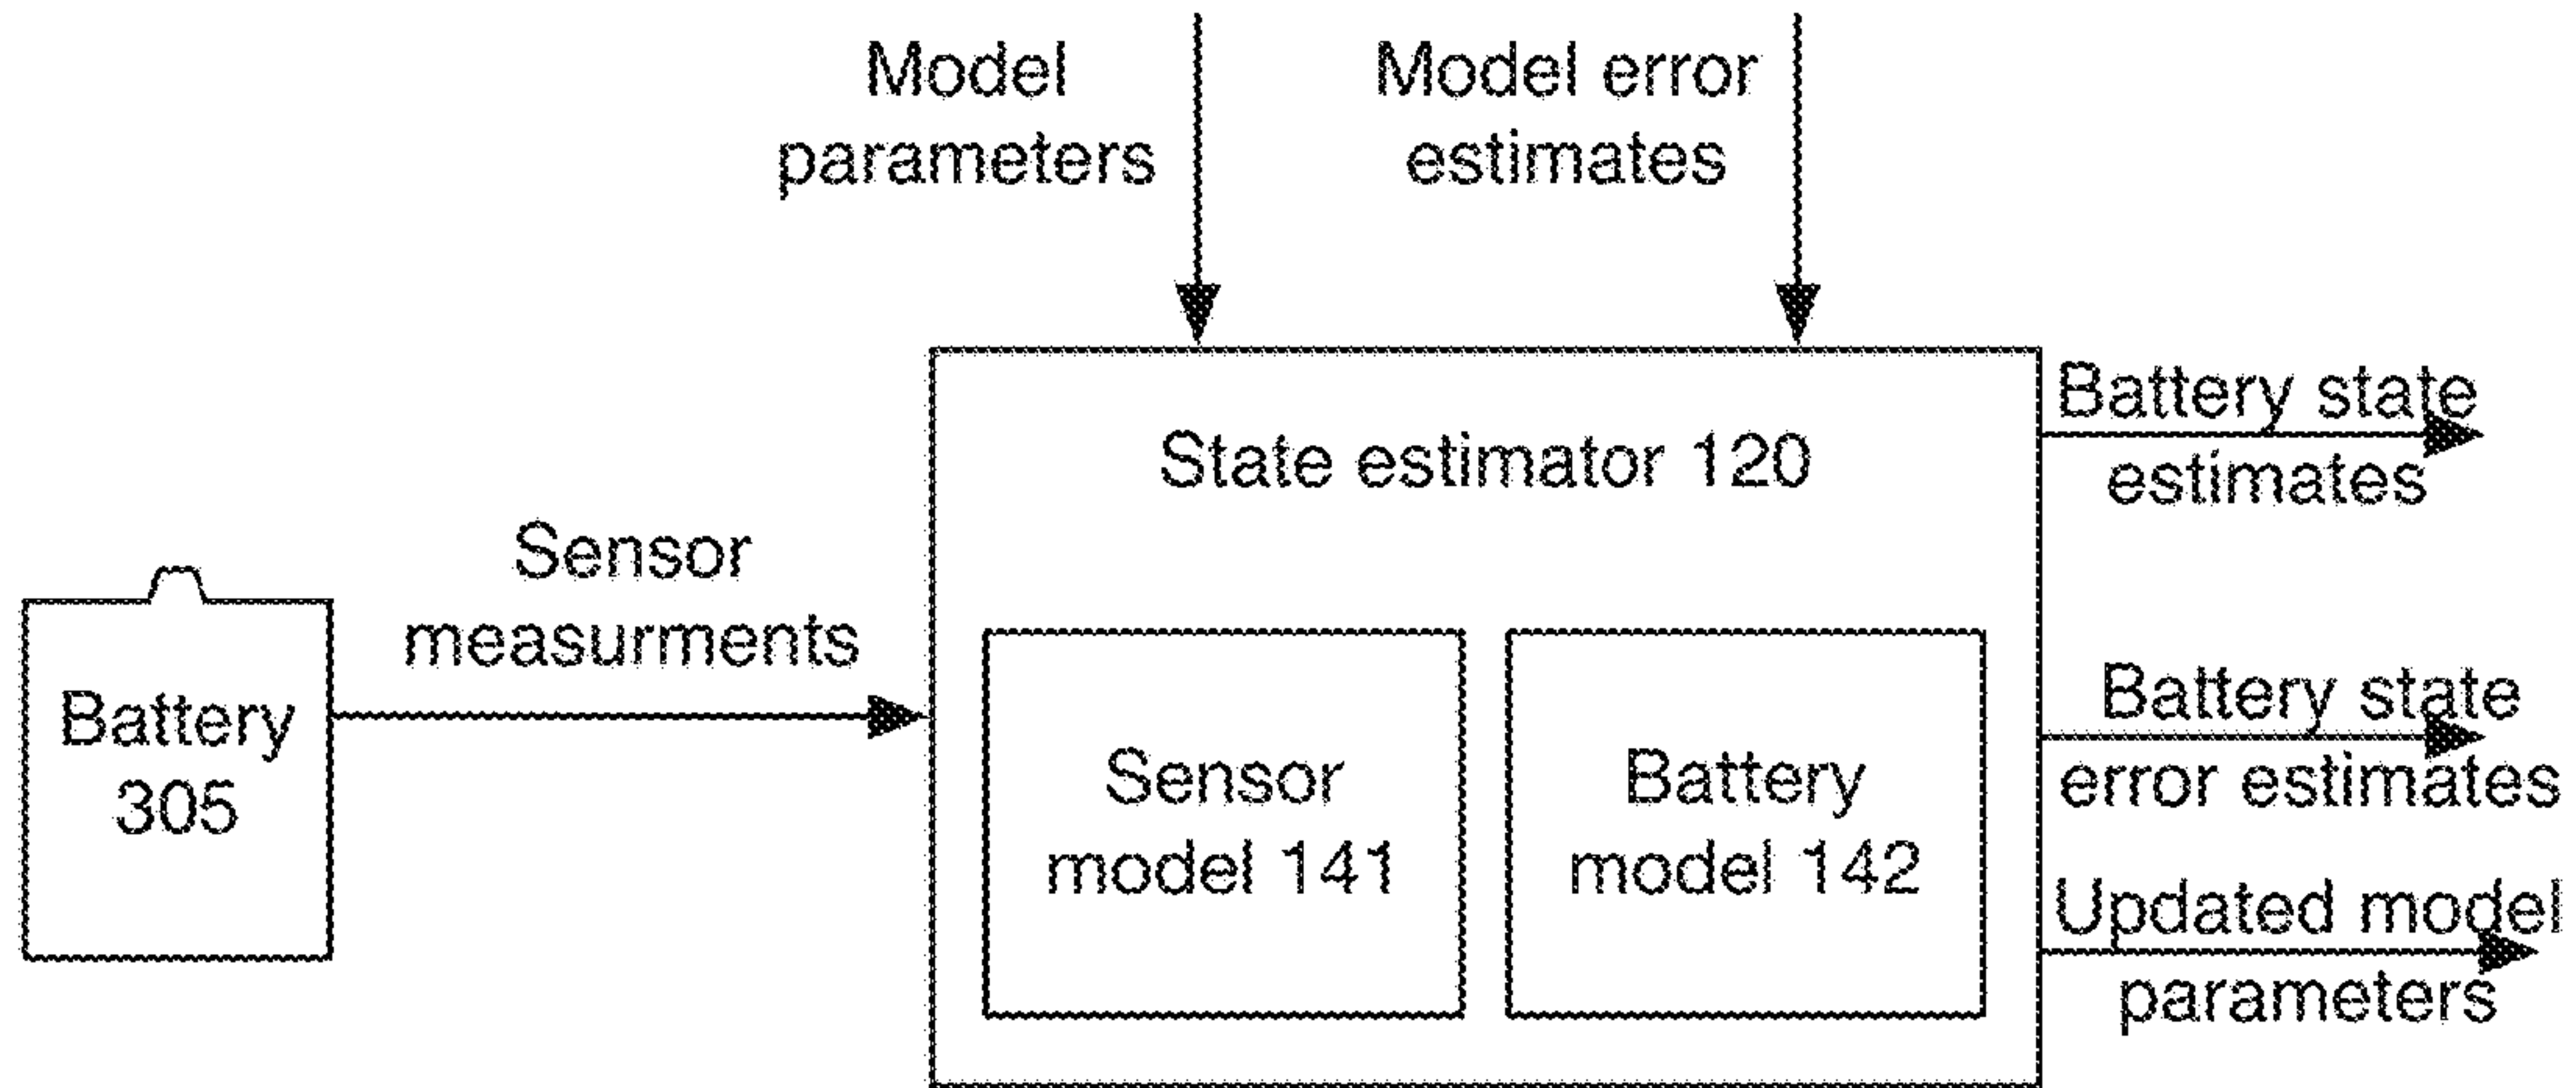 Model
parameters
Model error
estimates
State estimator 120
Battery state
estimates
Sensor
measurments
Battery
305
Sensor
model 141
Battery
model 142
Battery state
error estimates
Updated model
parameters